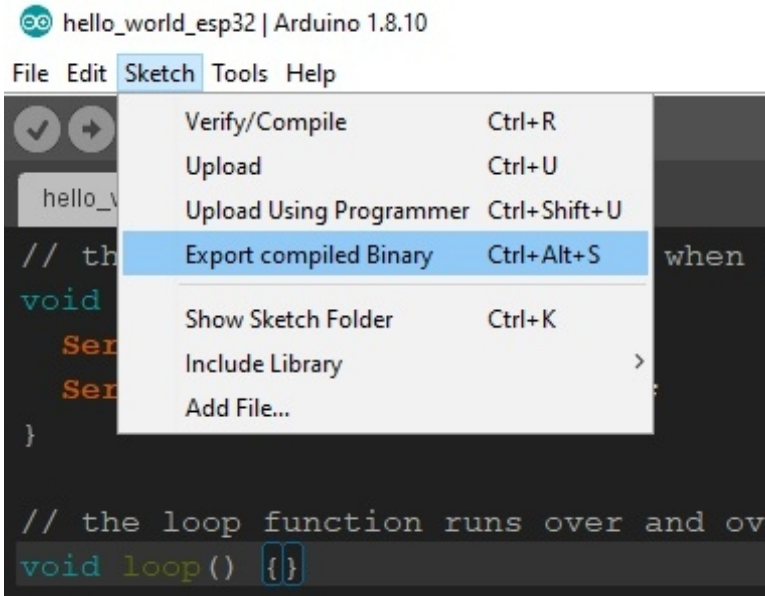 hello_world_esp32 | Arduino 1.8.10
File Edit Sketch Tools Help
Verify/Compile Ctrl+R
Upload Ctrl+U
hello_
Upload Using Programmer Ctrl+Shift+U
// th
Export compiled Binary Ctrl+Alt+S
when
void
Show Sketch Folder Ctrl+K
Ser
Include Library >
Ser
Add File...
}
// the loop function runs over and ov
void loop() {}